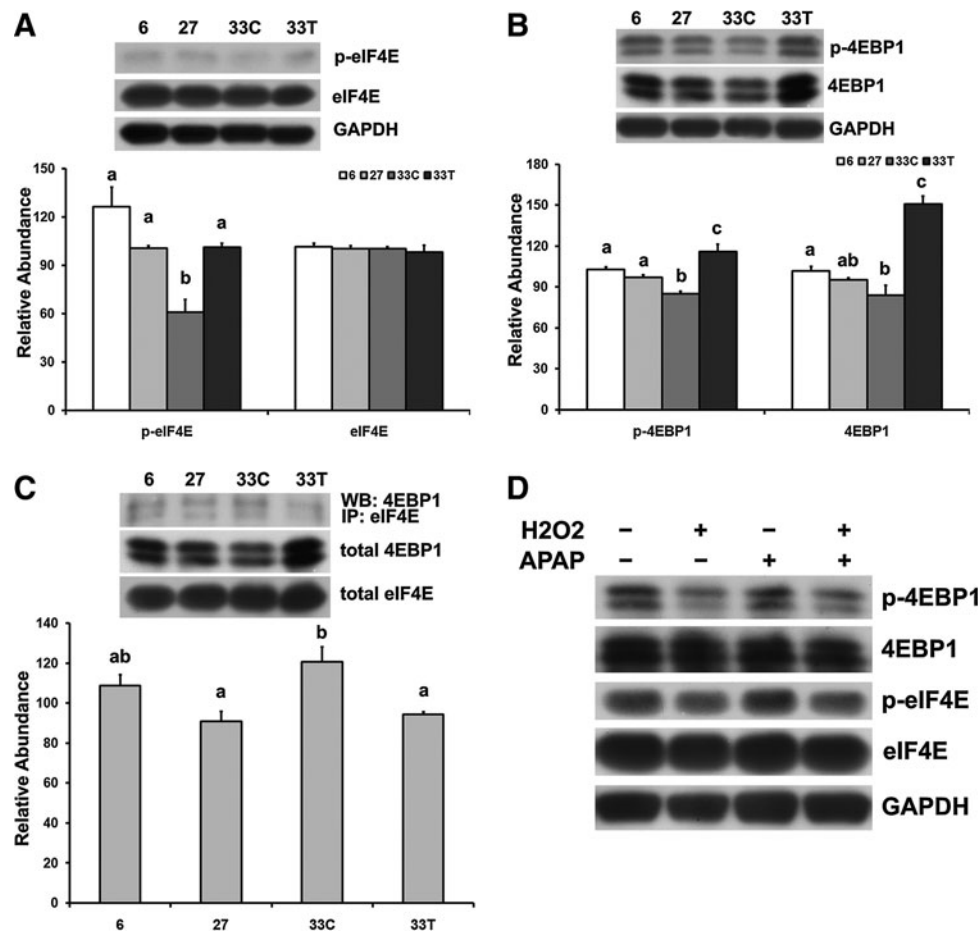 A
6 27 33C 33T
p-eIF4E
eIF4E
GAPDH
Relative Abundance
150
120
90
60
30
0
6 27 33C 33T
a
a
b
a
p-eIF4E eIF4E
B
6 27 33C 33T
p-4EBP1
4EBP1
GAPDH
Relative Abundance
180
150
120
90
60
30
0
6 27 33C 33T
a a b c
a ab b c
p-4EBP1 4EBP1
C
6 27 33C 33T
WB: 4EBP1
IP: eIF4E
total 4EBP1
total eIF4E
Relative Abundance
140
120
100
80
60
40
20
0
ab a b a
6 27 33C 33T
D
H2O2 – + – +
APAP – – + +
p-4EBP1
4EBP1
p-eIF4E
eIF4E
GAPDH